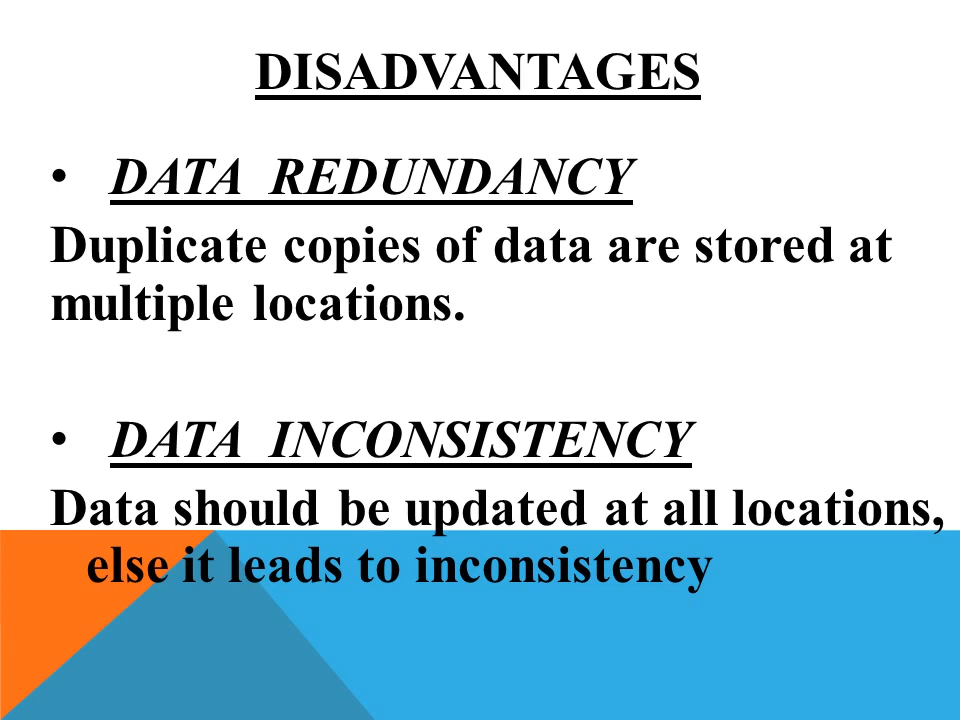 DISADVANTAGES
• DATA REDUNDANCY
Duplicate copies of data are stored at
multiple locations.
• DATA INCONSISTENCY
Data should be updated at all locations,
else it leads to inconsistency